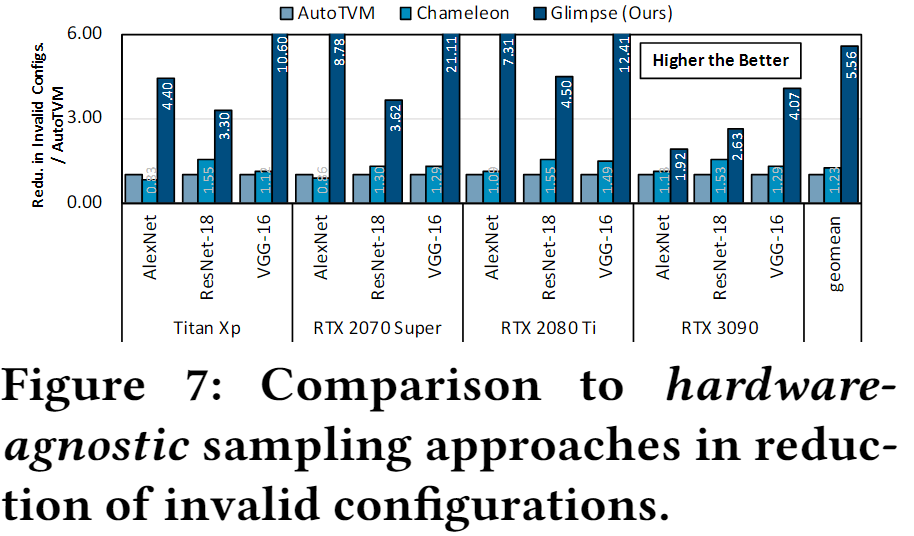 AutoTVM Chameleon Glimpse (Ours)
Redu. in Invalid Configs.
/ AutoTVM
6.00
3.00
0.00
Higher the Better
0.83 4.40 1.55 3.30 10.60
8.78 1.30 3.62 1.29 21.11
7.31 1.55 4.50 1.49 12.41
1.92 1.53 2.63 1.29 4.07
1.23 5.56
AlexNet ResNet-18 VGG-16 AlexNet ResNet-18 VGG-16 AlexNet ResNet-18 VGG-16 AlexNet ResNet-18 VGG-16 geomean
Titan Xp RTX 2070 Super RTX 2080 Ti RTX 3090
Figure 7: Comparison to hardware-
agnostic sampling approaches in reduc-
tion of invalid configurations.